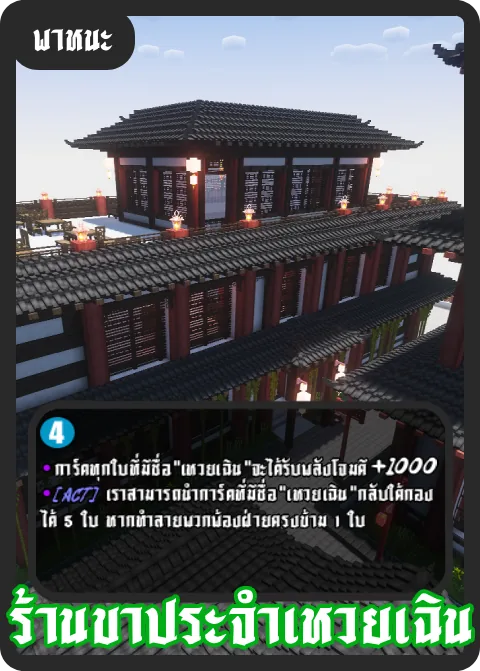 พาหนะ
4
• การ์ดทุกใบที่มีชื่อ "เหวยเฉิน" จะได้รับพลังโจมตี +1000
• [ACT] เราสามารถนำการ์ดที่มีชื่อ "เหวยเฉิน" กลับใต้กอง
ได้ 5 ใบ หากทำลายพวกพ้องฝ่ายตรงข้าม 1 ใบ
ร้านขาประจำเหวยเฉิน